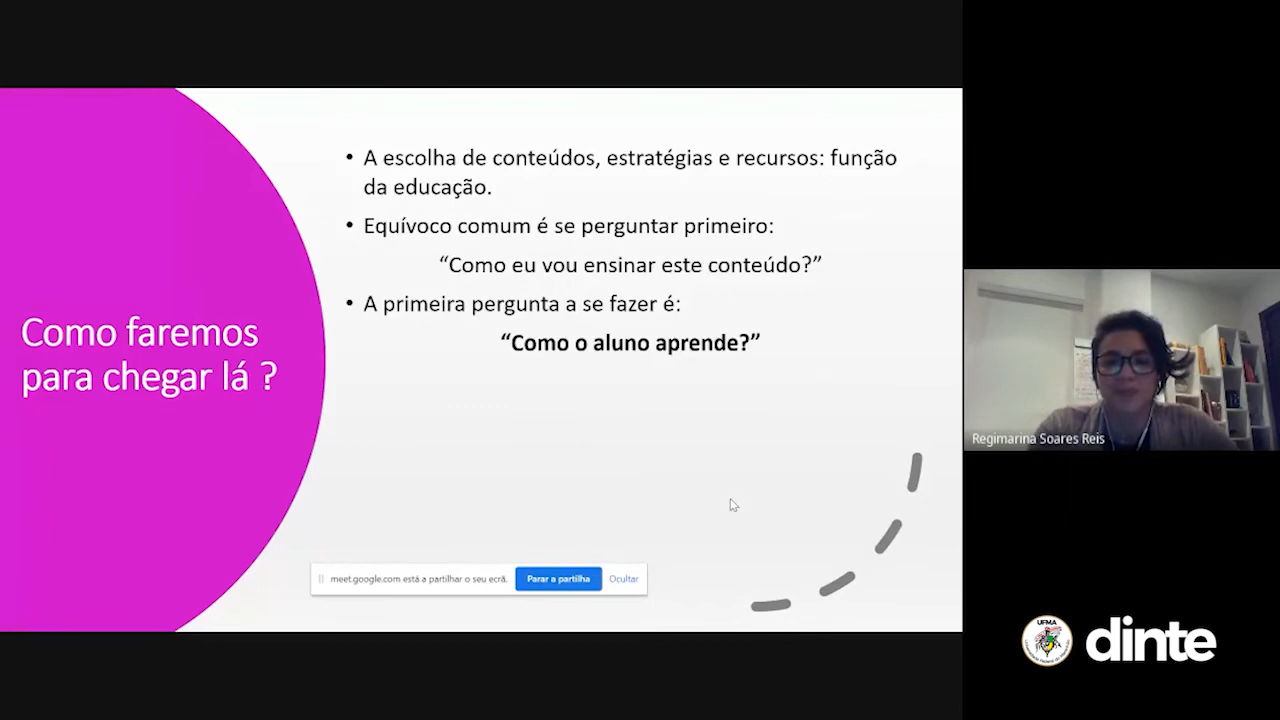 Como faremos
para chegar lá ?
• A escolha de conteúdos, estratégias e recursos: função
da educação.
• Equívoco comum é se perguntar primeiro:
“Como eu vou ensinar este conteúdo?”
• A primeira pergunta a se fazer é:
“Como o aluno aprende?”
meet.google.com está a partilhar o seu ecrã.
Parar a partilha
Ocultar
Regimarina Soares Reis
UFMA
dinte